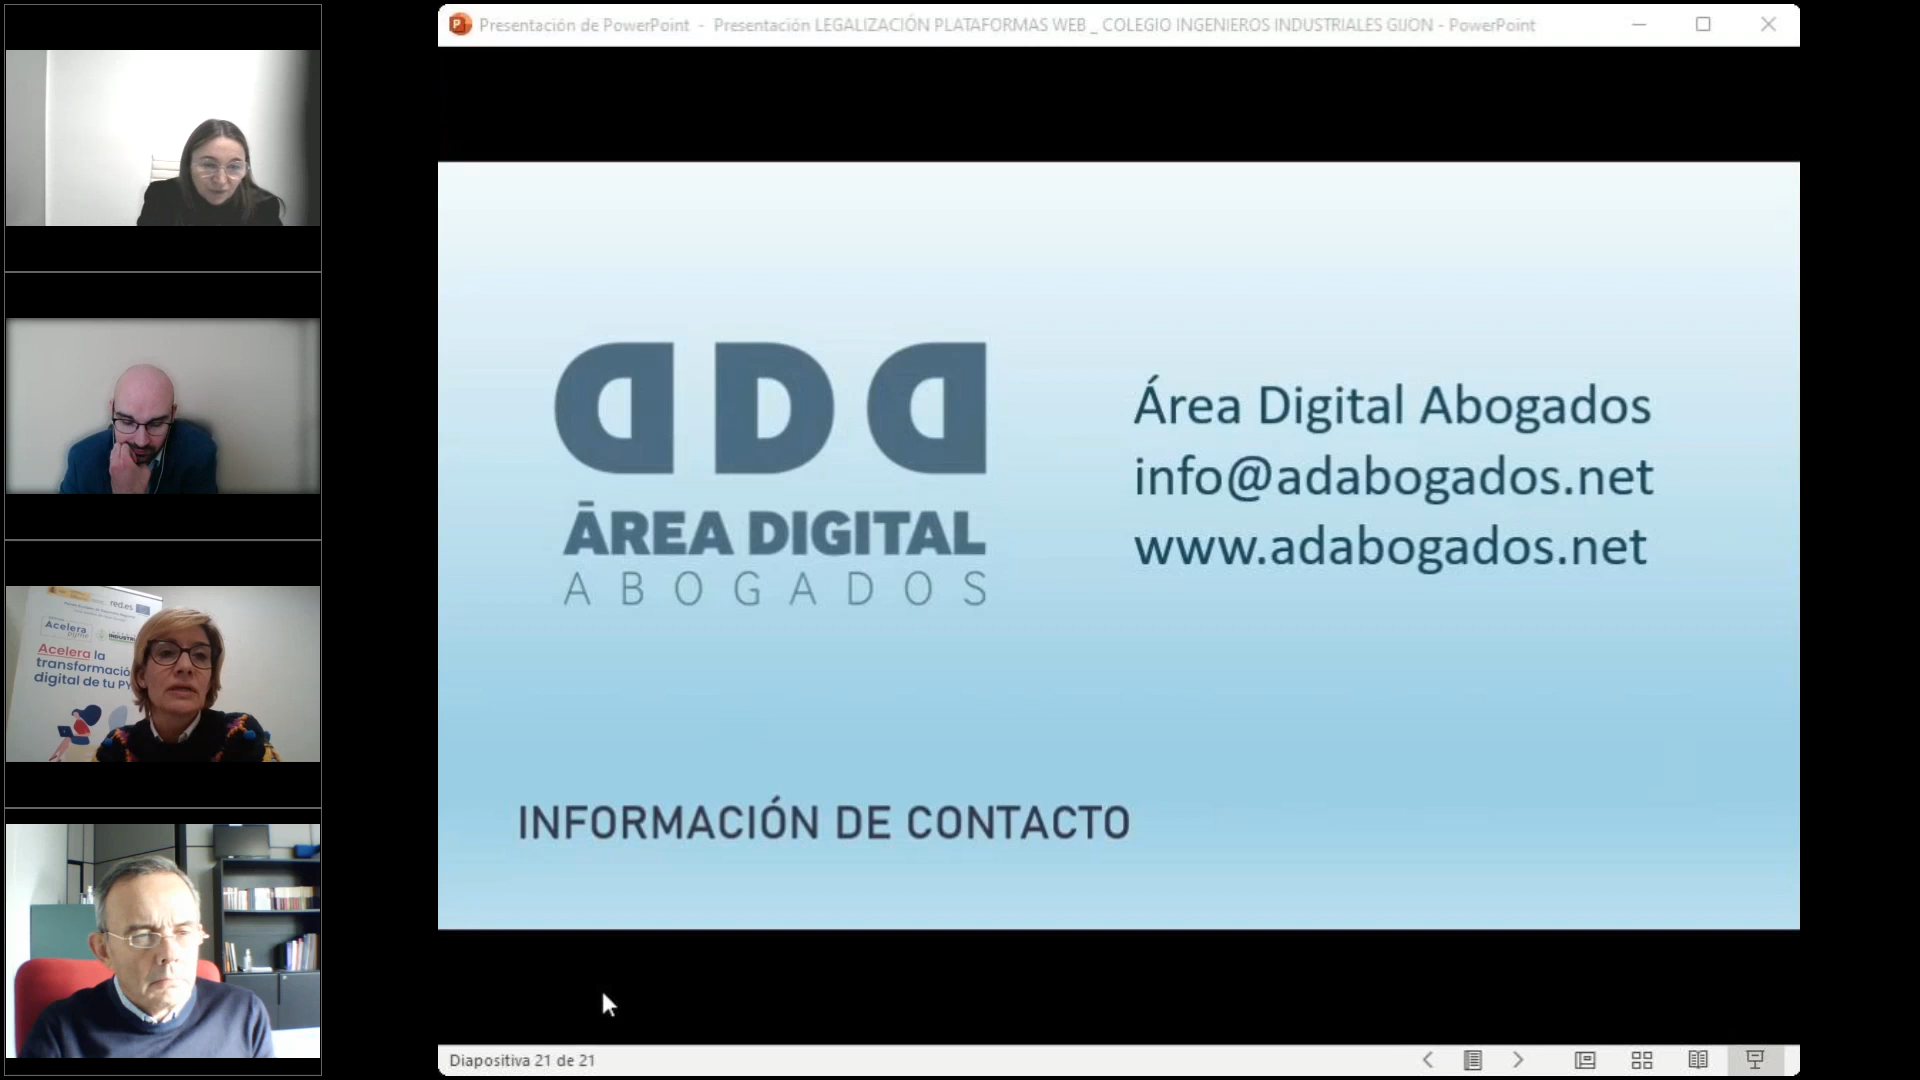 Presentación de PowerPoint - Presentación LEGALIZACIÓN PLATAFORMAS WEB _ COLEGIO INGENIEROS INDUSTRIALES GIJON - PowerPoint
ADA
ÁREA DIGITAL
ABOGADOS
Área Digital Abogados
info@adabogados.net
www.adabogados.net
INFORMACIÓN DE CONTACTO
Diapositiva 21 de 21
red.es
Acelera
pyme
Acelera la
transformació
digital de tu PY